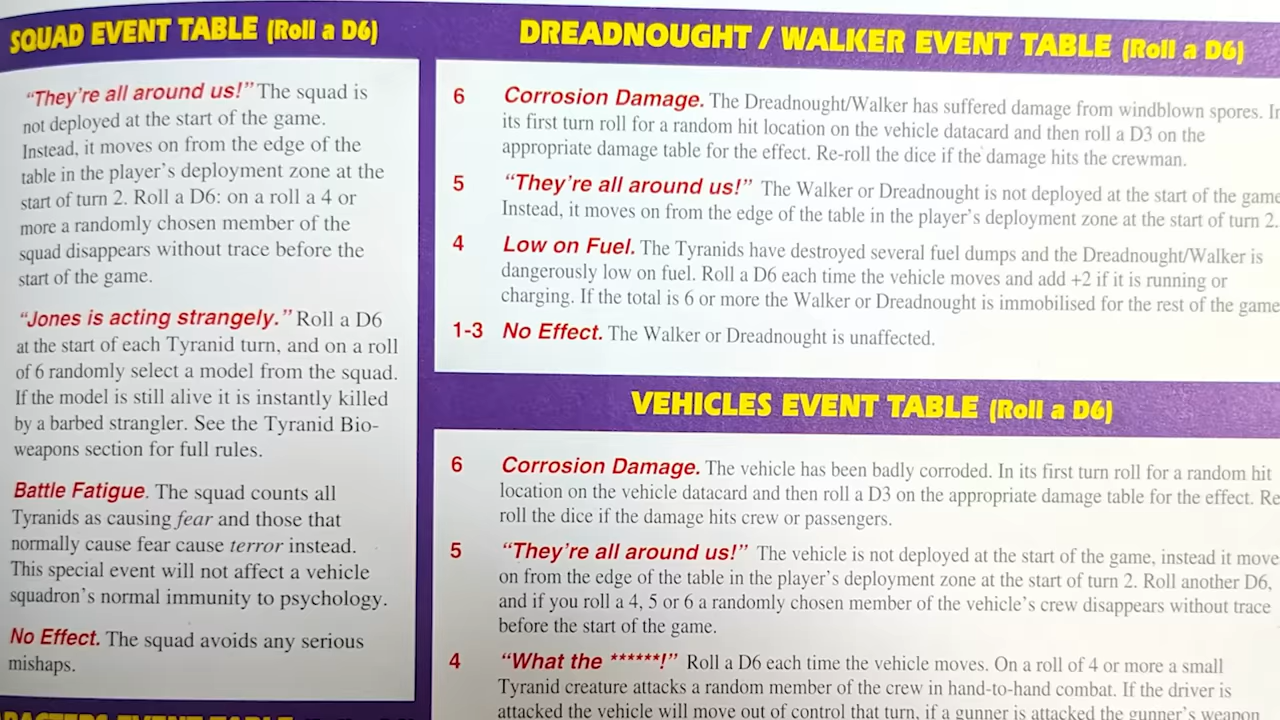 SQUAD EVENT TABLE (Roll a D6)
"They're all around us!" The squad is
not deployed at the start of the game.
Instead, it moves on from the edge of the
table in the player's deployment zone at the
start of turn 2. Roll a D6: on a roll a 4 or
more a randomly chosen member of the
squad disappears without trace before the
start of the game.
"Jones is acting strangely." Roll a D6
at the start of each Tyranid turn, and on a roll
of 6 randomly select a model from the squad.
If the model is still alive it is instantly killed
by a barbed strangler. See the Tyranid Bio-
weapons section for full rules.
Battle Fatigue. The squad counts all
Tyranids as causing fear and those that
normally cause fear cause terror instead.
This special event will not affect a vehicle
squadron's normal immunity to psychology.
No Effect. The squad avoids any serious
mishaps.
DREADNOUGHT / WALKER EVENT TABLE (Roll a D6)
6 Corrosion Damage. The Dreadnought/Walker has suffered damage from windblown spores. In
its first turn roll for a random hit location on the vehicle datacard and then roll a D3 on the
appropriate damage table for the effect. Re-roll the dice if the damage hits the crewman.
5 "They're all around us!" The Walker or Dreadnought is not deployed at the start of the game
Instead, it moves on from the edge of the table in the player's deployment zone at the start of turn 2.
4 Low on Fuel. The Tyranids have destroyed several fuel dumps and the Dreadnought/Walker is
dangerously low on fuel. Roll a D6 each time the vehicle moves and add +2 if it is running or
charging. If the total is 6 or more the Walker or Dreadnought is immobilised for the rest of the game
1-3 No Effect. The Walker or Dreadnought is unaffected.
VEHICLES EVENT TABLE (Roll a D6)
6 Corrosion Damage. The vehicle has been badly corroded. In its first turn roll for a random hit
location on the vehicle datacard and then roll a D3 on the appropriate damage table for the effect. Re
roll the dice if the damage hits crew or passengers.
5 "They're all around us!" The vehicle is not deployed at the start of the game, instead it move
on from the edge of the table in the player's deployment zone at the start of turn 2. Roll another D6,
and if you roll a 4, 5 or 6 a randomly chosen member of the vehicle's crew disappears without trace
before the start of the game.
4 "What the ******!" Roll a D6 each time the vehicle moves. On a roll of 4 or more a small
Tyranid creature attacks a random member of the crew in hand-to-hand combat. If the driver is
attacked the vehicle will move out of control that turn, if a gunner is attacked the gunner's weapon